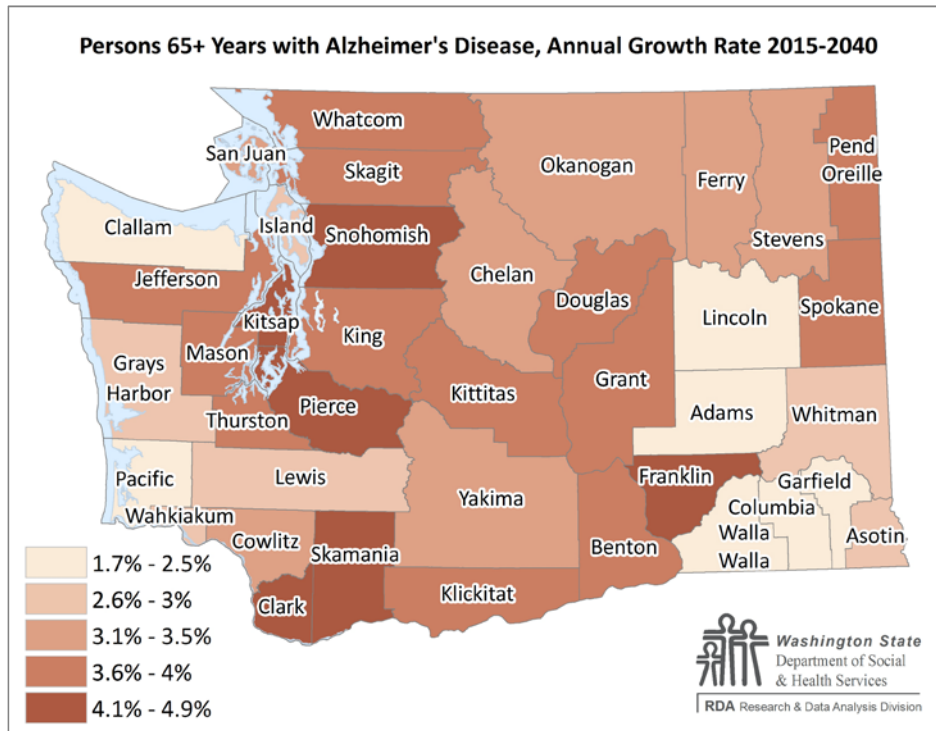 Persons 65+ Years with Alzheimer's Disease, Annual Growth Rate 2015-2040
Whatcom
San Juan
Skagit
Okanogan
Ferry
Pend
Oreille
Stevens
Clallam
Island
Snohomish
Chelan
Jefferson
Douglas
Lincoln
Spokane
Kitsap
King
Mason
Grays
Harbor
Kittitas
Grant
Pierce
Thurston
Adams
Whitman
Pacific
Lewis
Franklin
Garfield
Yakima
Columbia
Wahkiakum
Walla
Walla
Asotin
Cowlitz
Skamania
Benton
Clark
Klickitat
1.7% - 2.5%
2.6% - 3%
3.1% - 3.5%
3.6% - 4%
4.1% - 4.9%
Washington State
Department of Social
& Health Services
RDA Research & Data Analysis Division